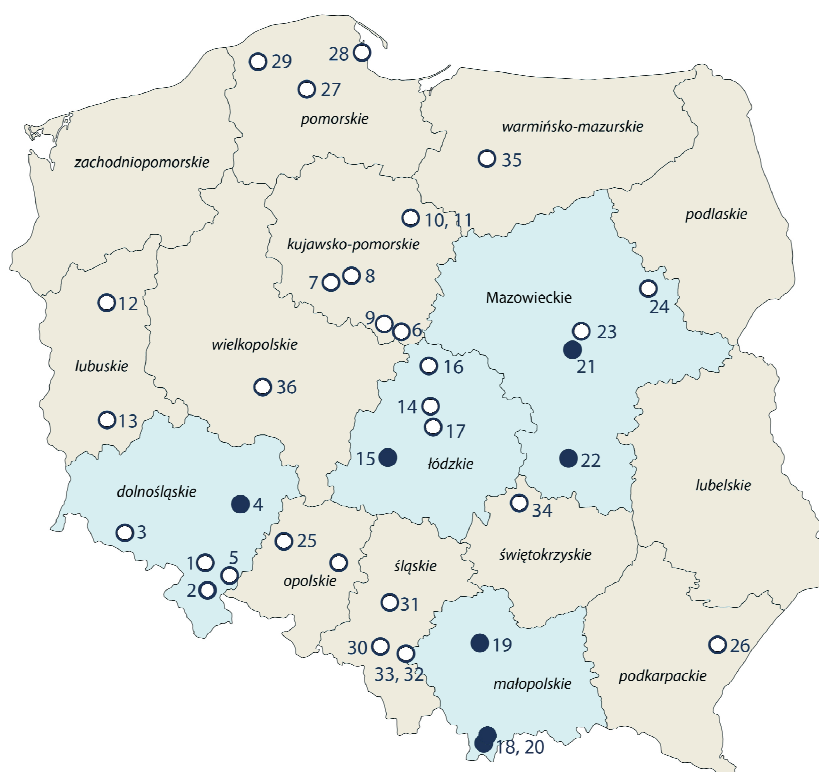 28
29
27
pomorskie
warmińsko-mazurskie
35
zachodniopomorskie
podlaskie
10, 11
kujawsko-pomorskie
7
8
24
Mazowieckie
12
9
6
23
21
wielkopolskie
lubuskie
16
36
14
13
17
15
łódzkie
22
dolnośląskie
4
lubelskie
34
3
25
świętokrzyskie
1
5
śląskie
opolskie
2
31
19
30
26
33, 32
podkarpackie
małopolskie
18, 20